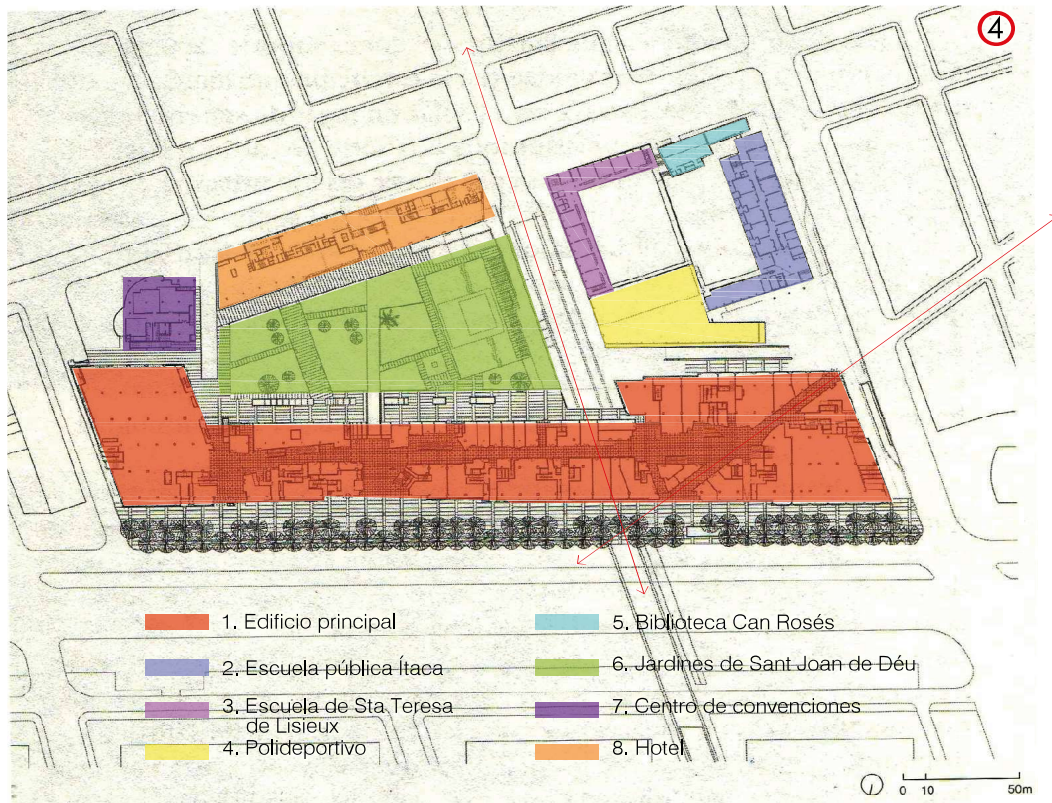 4
1. Edificio principal
2. Escuela pública Ítaca
3. Escuela de Sta Teresa
de Lisieux
4. Polideportivo
5. Biblioteca Can Rosés
6. Jardines de Sant Joan de Déu
7. Centro de convenciones
8. Hotel
0 10 50m